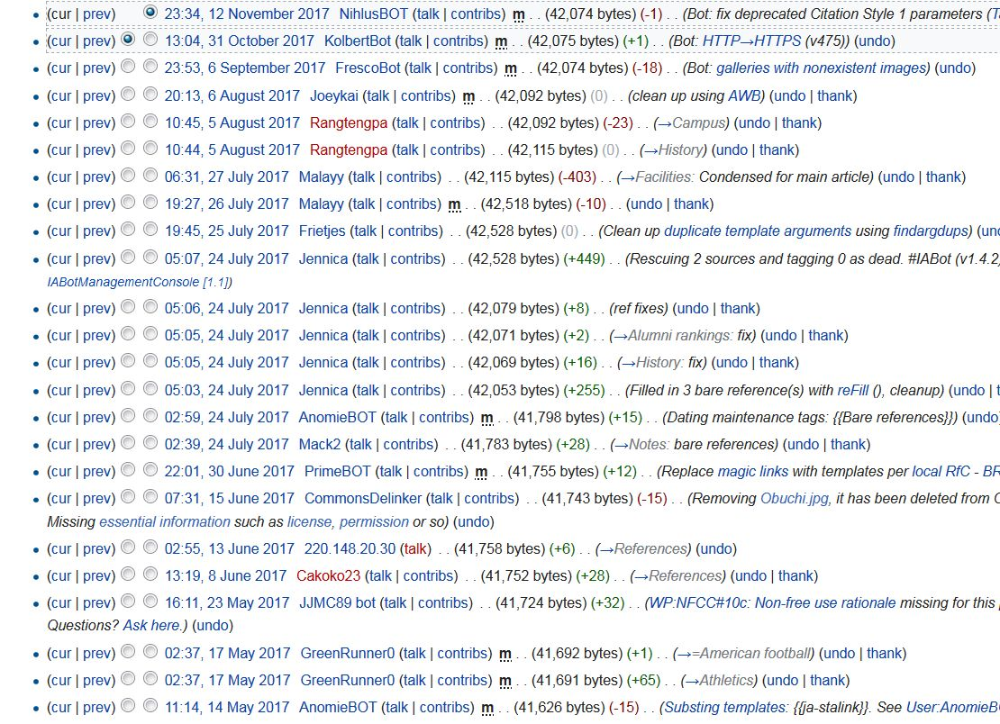 (cur | prev) 23:34, 12 November 2017 NihlusBOT (talk | contribs) m . . (42,074 bytes) (-1) . . (Bot: fix deprecated Citation Style 1 parameters
• (cur | prev) 13:04, 31 October 2017 KolbertBot (talk | contribs) m . . (42,075 bytes) (+1) . . (Bot: HTTP→HTTPS (v475)) (undo)
• (cur | prev) 23:53, 6 September 2017 FrescoBot (talk | contribs) m . . (42,074 bytes) (-18) . . (Bot: galleries with nonexistent images) (undo)
• (cur | prev) 20:13, 6 August 2017 Joeykai (talk | contribs) m . . (42,092 bytes) (0) . . (clean up using AWB) (undo | thank)
• (cur | prev) 10:45, 5 August 2017 Rangtengpa (talk | contribs) . . (42,092 bytes) (-23) . . (→Campus) (undo | thank)
• (cur | prev) 10:44, 5 August 2017 Rangtengpa (talk | contribs) . . (42,115 bytes) (0) . . (→History) (undo | thank)
• (cur | prev) 06:31, 27 July 2017 Malayy (talk | contribs) . . (42,115 bytes) (-403) . . (→Facilities: Condensed for main article) (undo | thank)
• (cur | prev) 19:27, 26 July 2017 Malayy (talk | contribs) m . . (42,518 bytes) (-10) . . (undo | thank)
• (cur | prev) 19:45, 25 July 2017 Frietjes (talk | contribs) . . (42,528 bytes) (0) . . (Clean up duplicate template arguments using findargdups) (und
• (cur | prev) 05:07, 24 July 2017 Jennica (talk | contribs) . . (42,528 bytes) (+449) . . (Rescuing 2 sources and tagging 0 as dead. #IABot (v1.4.2)
IABotManagementConsole [1.1])
• (cur | prev) 05:06, 24 July 2017 Jennica (talk | contribs) . . (42,079 bytes) (+8) . . (ref fixes) (undo | thank)
• (cur | prev) 05:05, 24 July 2017 Jennica (talk | contribs) . . (42,071 bytes) (+2) . . (→Alumni rankings: fix) (undo | thank)
• (cur | prev) 05:05, 24 July 2017 Jennica (talk | contribs) . . (42,069 bytes) (+16) . . (→History: fix) (undo | thank)
• (cur | prev) 05:03, 24 July 2017 Jennica (talk | contribs) . . (42,053 bytes) (+255) . . (Filled in 3 bare reference(s) with reFill (), cleanup) (undo | t
• (cur | prev) 02:59, 24 July 2017 AnomieBOT (talk | contribs) m . . (41,798 bytes) (+15) . . (Dating maintenance tags: {{Bare references}}) (undo)
• (cur | prev) 02:39, 24 July 2017 Mack2 (talk | contribs) . . (41,783 bytes) (+28) . . (→Notes: bare references) (undo | thank)
• (cur | prev) 22:01, 30 June 2017 PrimeBOT (talk | contribs) m . . (41,755 bytes) (+12) . . (Replace magic links with templates per local RfC - BR
• (cur | prev) 07:31, 15 June 2017 CommonsDelinker (talk | contribs) . . (41,743 bytes) (-15) . . (Removing Obuchi.jpg, it has been deleted from C
Missing essential information such as license, permission or so) (undo)
• (cur | prev) 02:55, 13 June 2017 220.148.20.30 (talk) . . (41,758 bytes) (+6) . . (→References) (undo)
• (cur | prev) 13:19, 8 June 2017 Cakoko23 (talk | contribs) . . (41,752 bytes) (+28) . . (→References) (undo | thank)
• (cur | prev) 16:11, 23 May 2017 JJMC89 bot (talk | contribs) . . (41,724 bytes) (+32) . . (WP:NFCC#10c: Non-free use rationale missing for this
Questions? Ask here.) (undo)
• (cur | prev) 02:37, 17 May 2017 GreenRunner0 (talk | contribs) m . . (41,692 bytes) (+1) . . (→=American football) (undo | thank)
• (cur | prev) 02:37, 17 May 2017 GreenRunner0 (talk | contribs) m . . (41,691 bytes) (+65) . . (→Athletics) (undo | thank)
• (cur | prev) 11:14, 14 May 2017 AnomieBOT (talk | contribs) m . . (41,626 bytes) (-15) . . (Substing templates: {{ja-stalink}}. See User:AnomieB